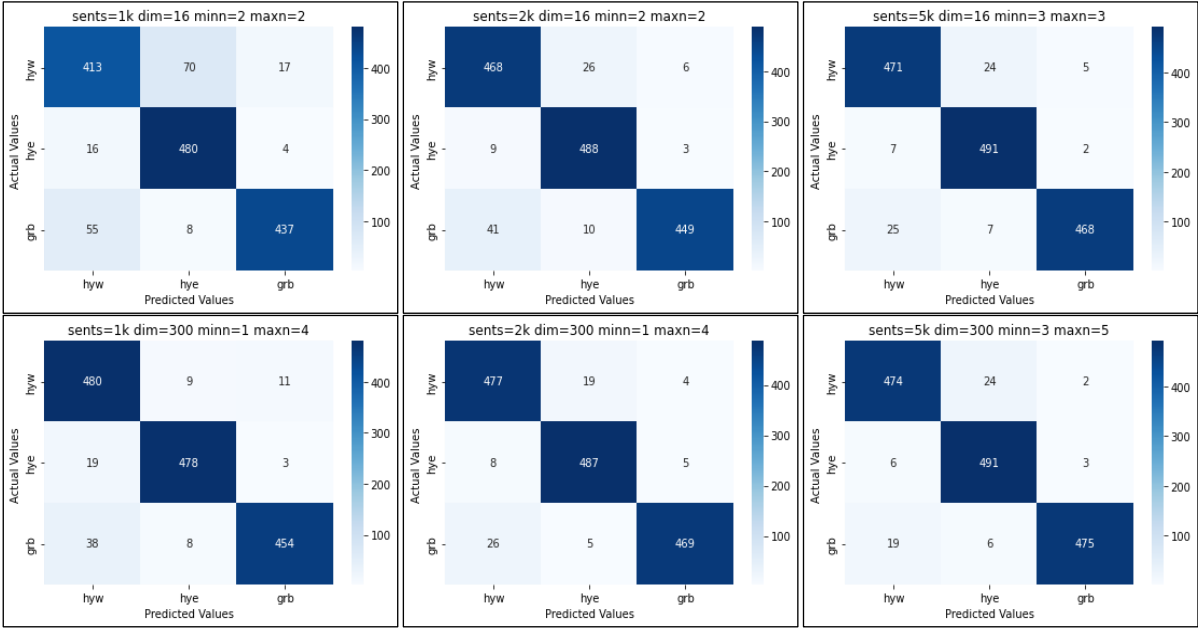 sents=1k dim=16 minn=2 maxn=2
hyw 413 70 17
hye 16 480 4
grb 55 8 437
hyw hye grb
Predicted Values
Actual Values
400
300
200
100
sents=2k dim=16 minn=2 maxn=2
hyw 468 26 6
hye 9 488 3
grb 41 10 449
hyw hye grb
Predicted Values
Actual Values
400
300
200
100
sents=5k dim=16 minn=3 maxn=3
hyw 471 24 5
hye 7 491 2
grb 25 7 468
hyw hye grb
Predicted Values
Actual Values
400
300
200
100
sents=1k dim=300 minn=1 maxn=4
hyw 480 9 11
hye 19 478 3
grb 38 8 454
hyw hye grb
Predicted Values
Actual Values
400
300
200
100
sents=2k dim=300 minn=1 maxn=4
hyw 477 19 4
hye 8 487 5
grb 26 5 469
hyw hye grb
Predicted Values
Actual Values
400
300
200
100
sents=5k dim=300 minn=3 maxn=5
hyw 474 24 2
hye 6 491 3
grb 19 6 475
hyw hye grb
Predicted Values
Actual Values
400
300
200
100